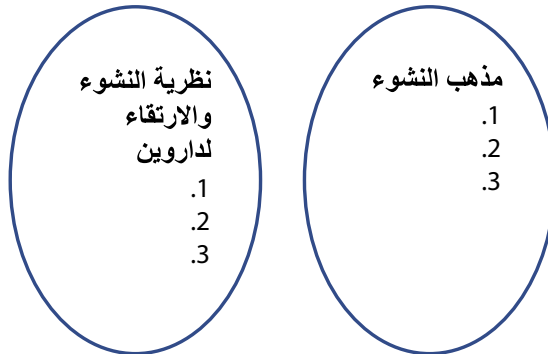 مذهب النشوء
.1
.2
.3
نظرية النشوء
والارتقاء
لداروين
.1
.2
.3